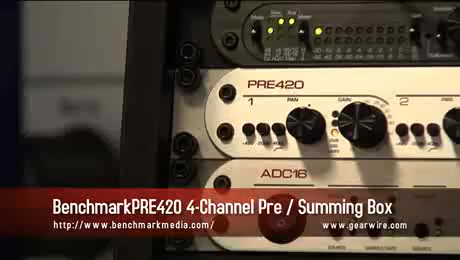 PRE420
1
PAN
GAIN
2
ADC16
BenchmarkPRE420 4-Channel Pre / Summing Box
http://www.benchmarkmedia.com/
www.gearwire.com